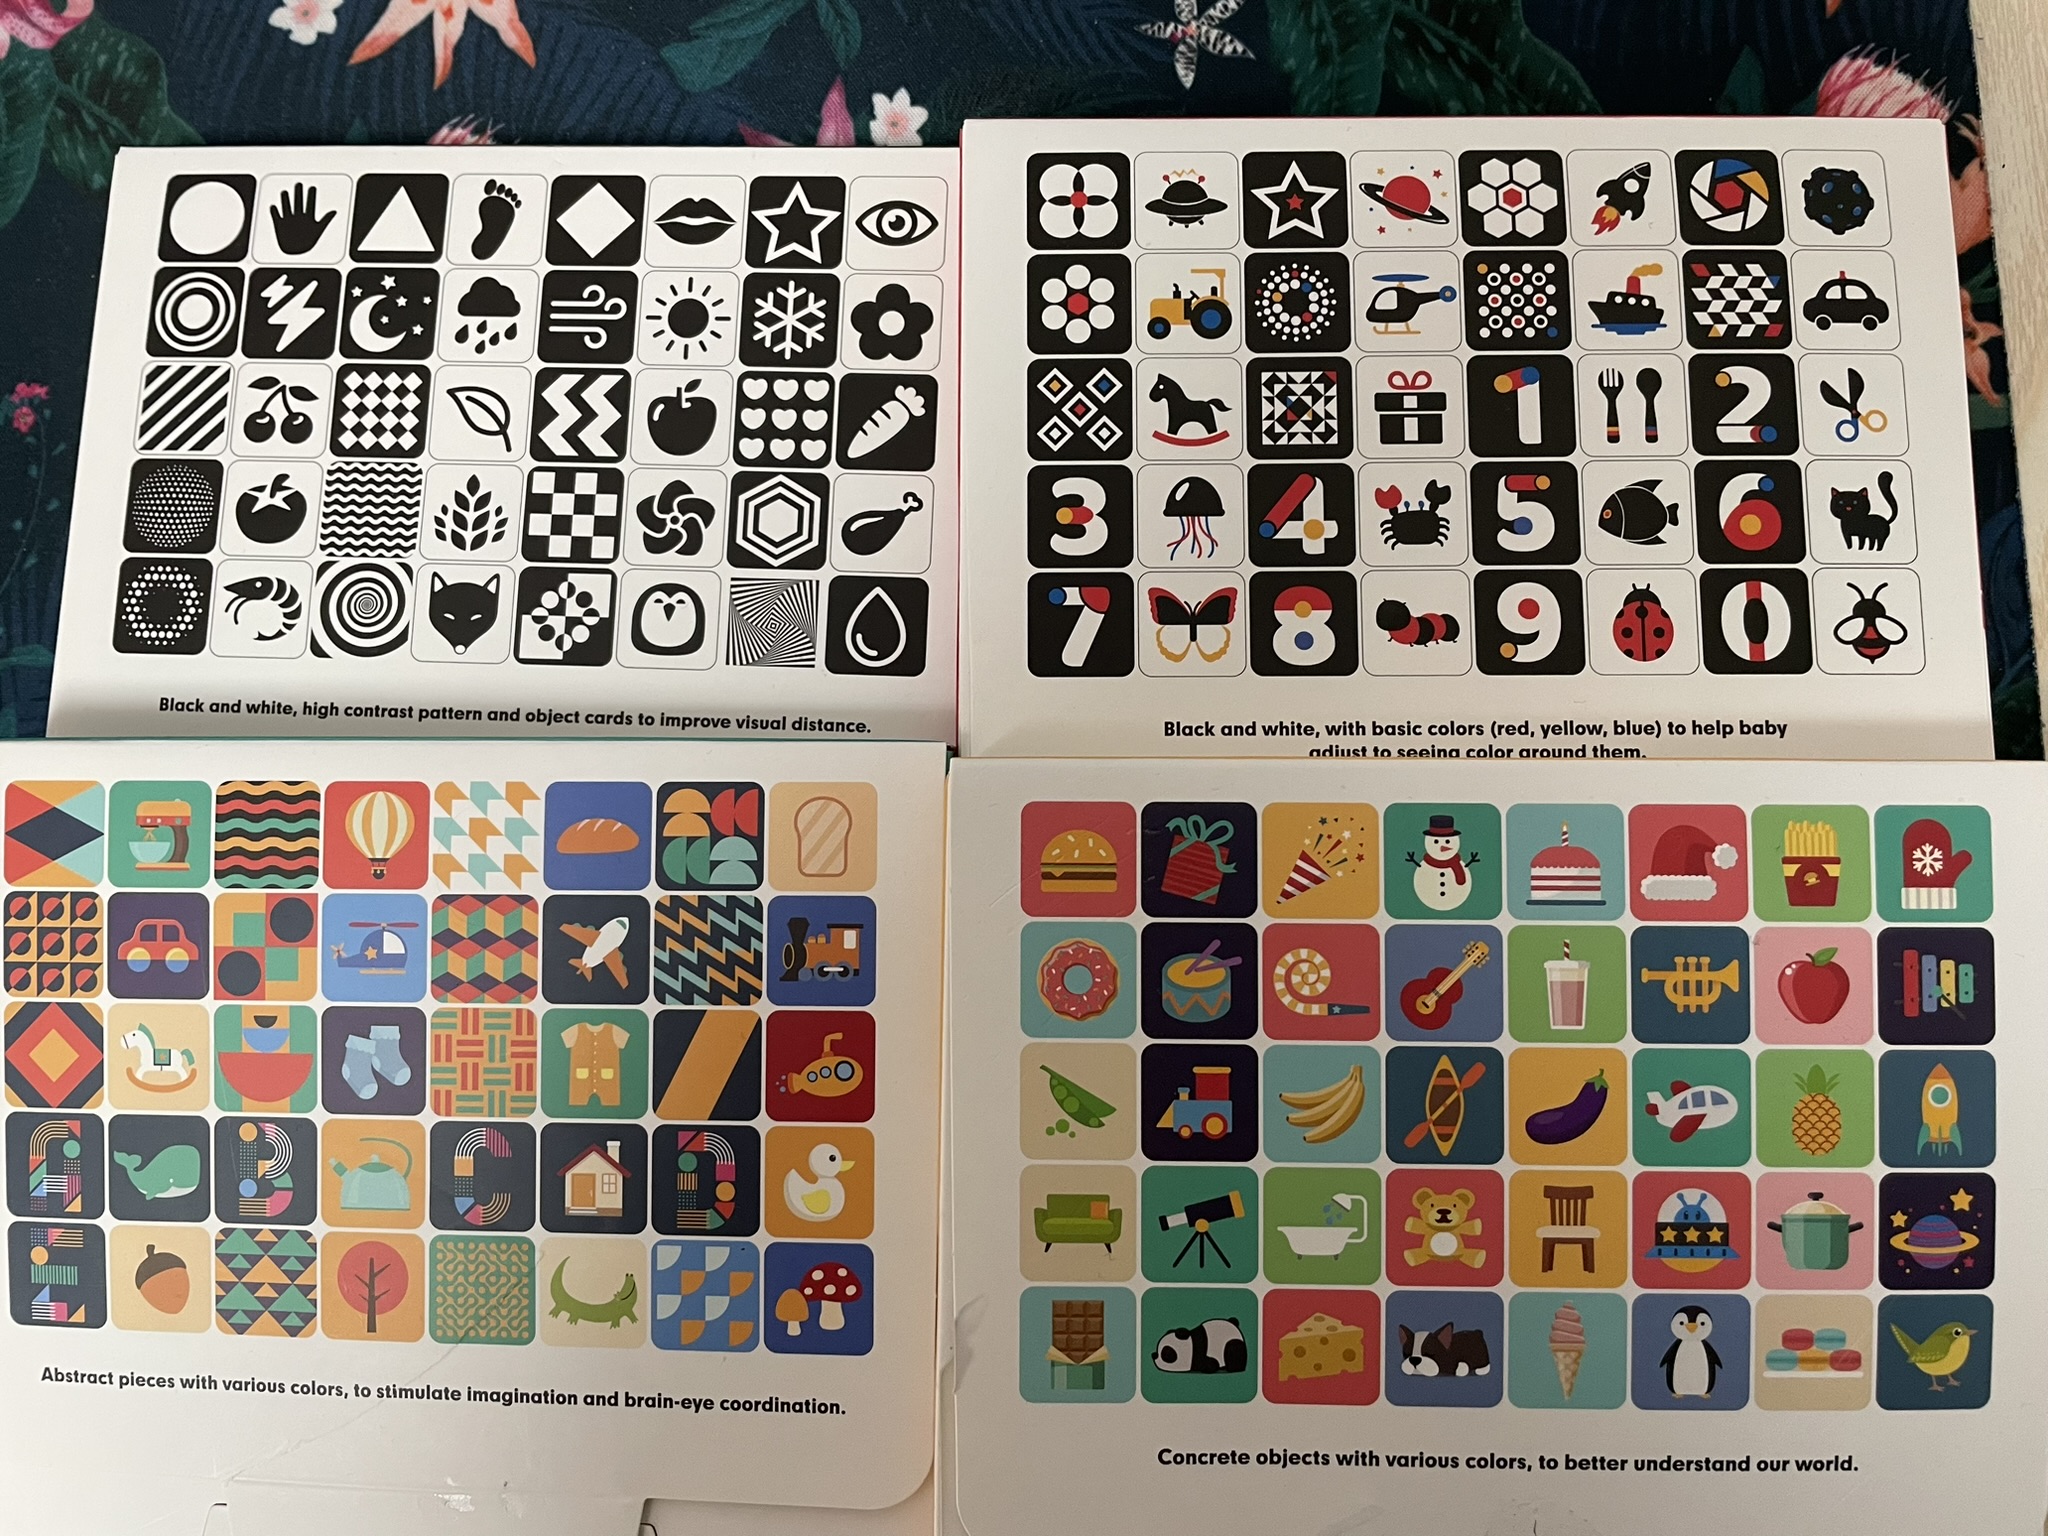 Black and white, high contrast pattern and object cards to improve visual distance.
1
2
3
4
5
6
7
8
9
0
Black and white, with basic colors (red, yellow, blue) to help baby
adjust to seeing color around them.
A
B
C
D
E
Abstract pieces with various colors, to stimulate imagination and brain-eye coordination.
Concrete objects with various colors, to better understand our world.